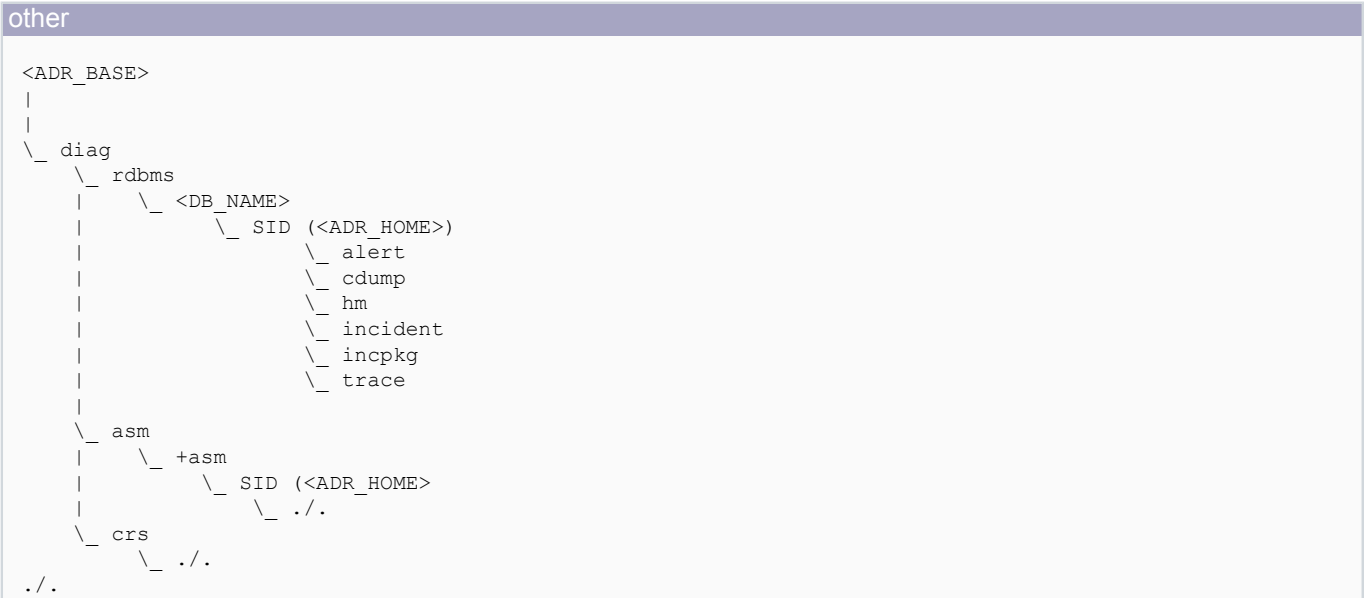 other
<ADR_BASE>
|
|
\_ diag
    \_ rdbms
    |    \_ <DB_NAME>
    |          \_ SID (<ADR_HOME>)
    |                 \_ alert
    |                 \_ cdump
    |                 \_ hm
    |                 \_ incident
    |                 \_ incpkg
    |                 \_ trace
    |
    \_ asm
    |    \_ +asm
    |         \_ SID (<ADR_HOME>
    |             \_ ./.
    \_ crs
         \_ ./.
./.